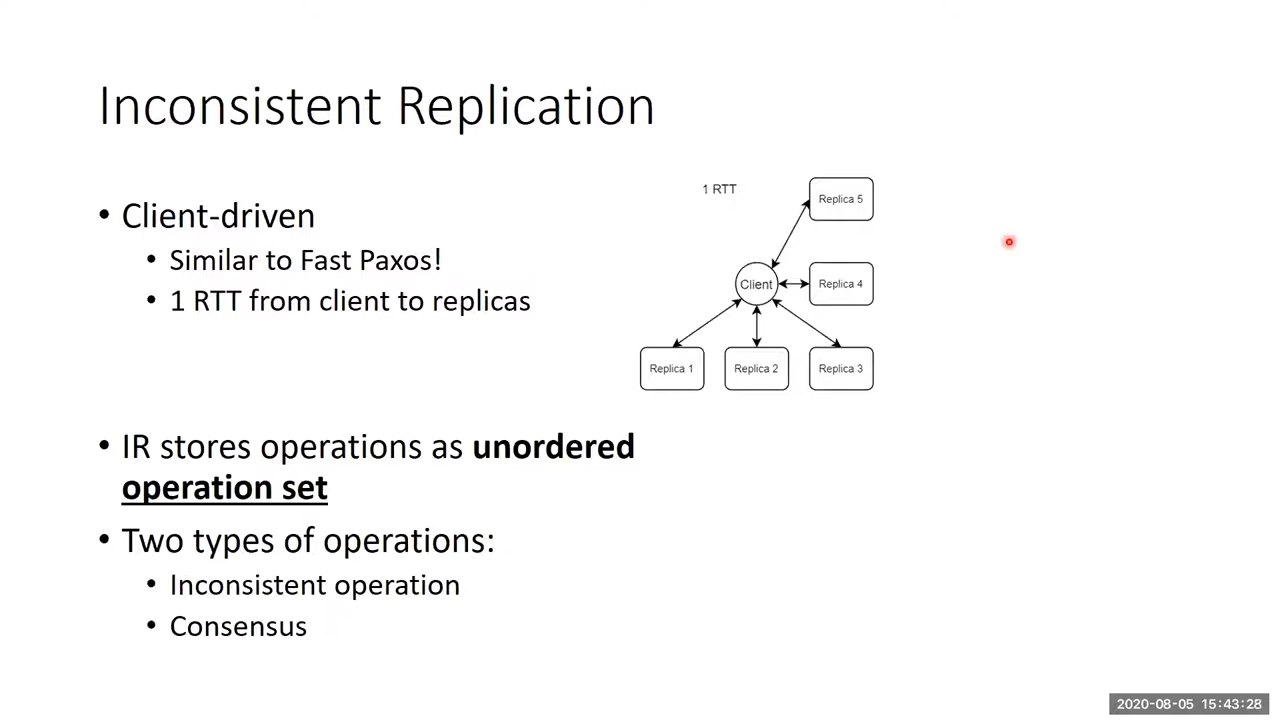 Inconsistent Replication
• Client-driven
• Similar to Fast Paxos!
• 1 RTT from client to replicas
1 RTT
Replica 5
Client
Replica 4
Replica 1
Replica 2
Replica 3
• IR stores operations as unordered
operation set
• Two types of operations:
• Inconsistent operation
• Consensus
2020-08-05 15:43:28